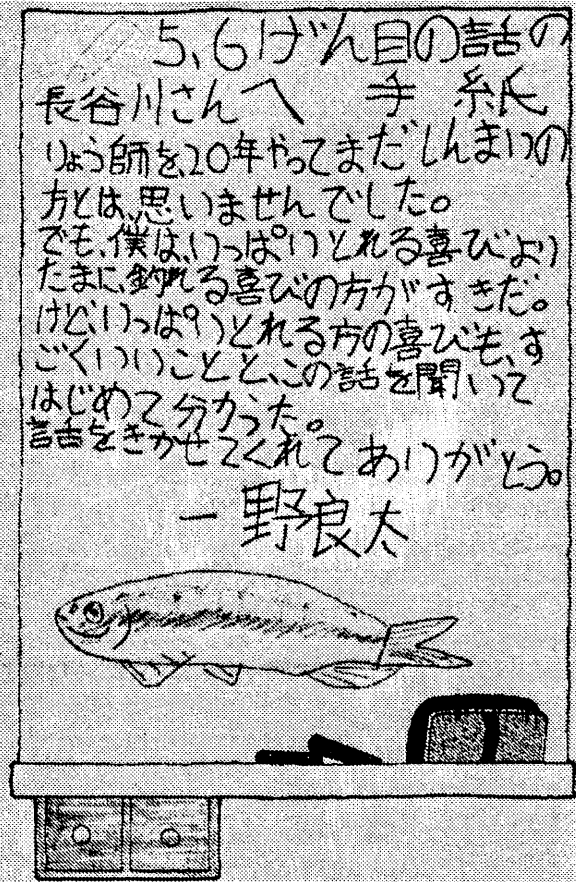 5,6げん目の話の
長谷川さんへ 手紙
りょう師を20年やってまだしんまいの
方とは、思いませんでした。
でも、僕は、いっぱいとれる喜びより
たまに、釣れる喜びの方がすきだ。
けど、いっぱいとれる方の喜びも、す
ごくいいことと、この話を聞いて
はじめて分かった。
話をきかせてくれてありがとう。
一野良太